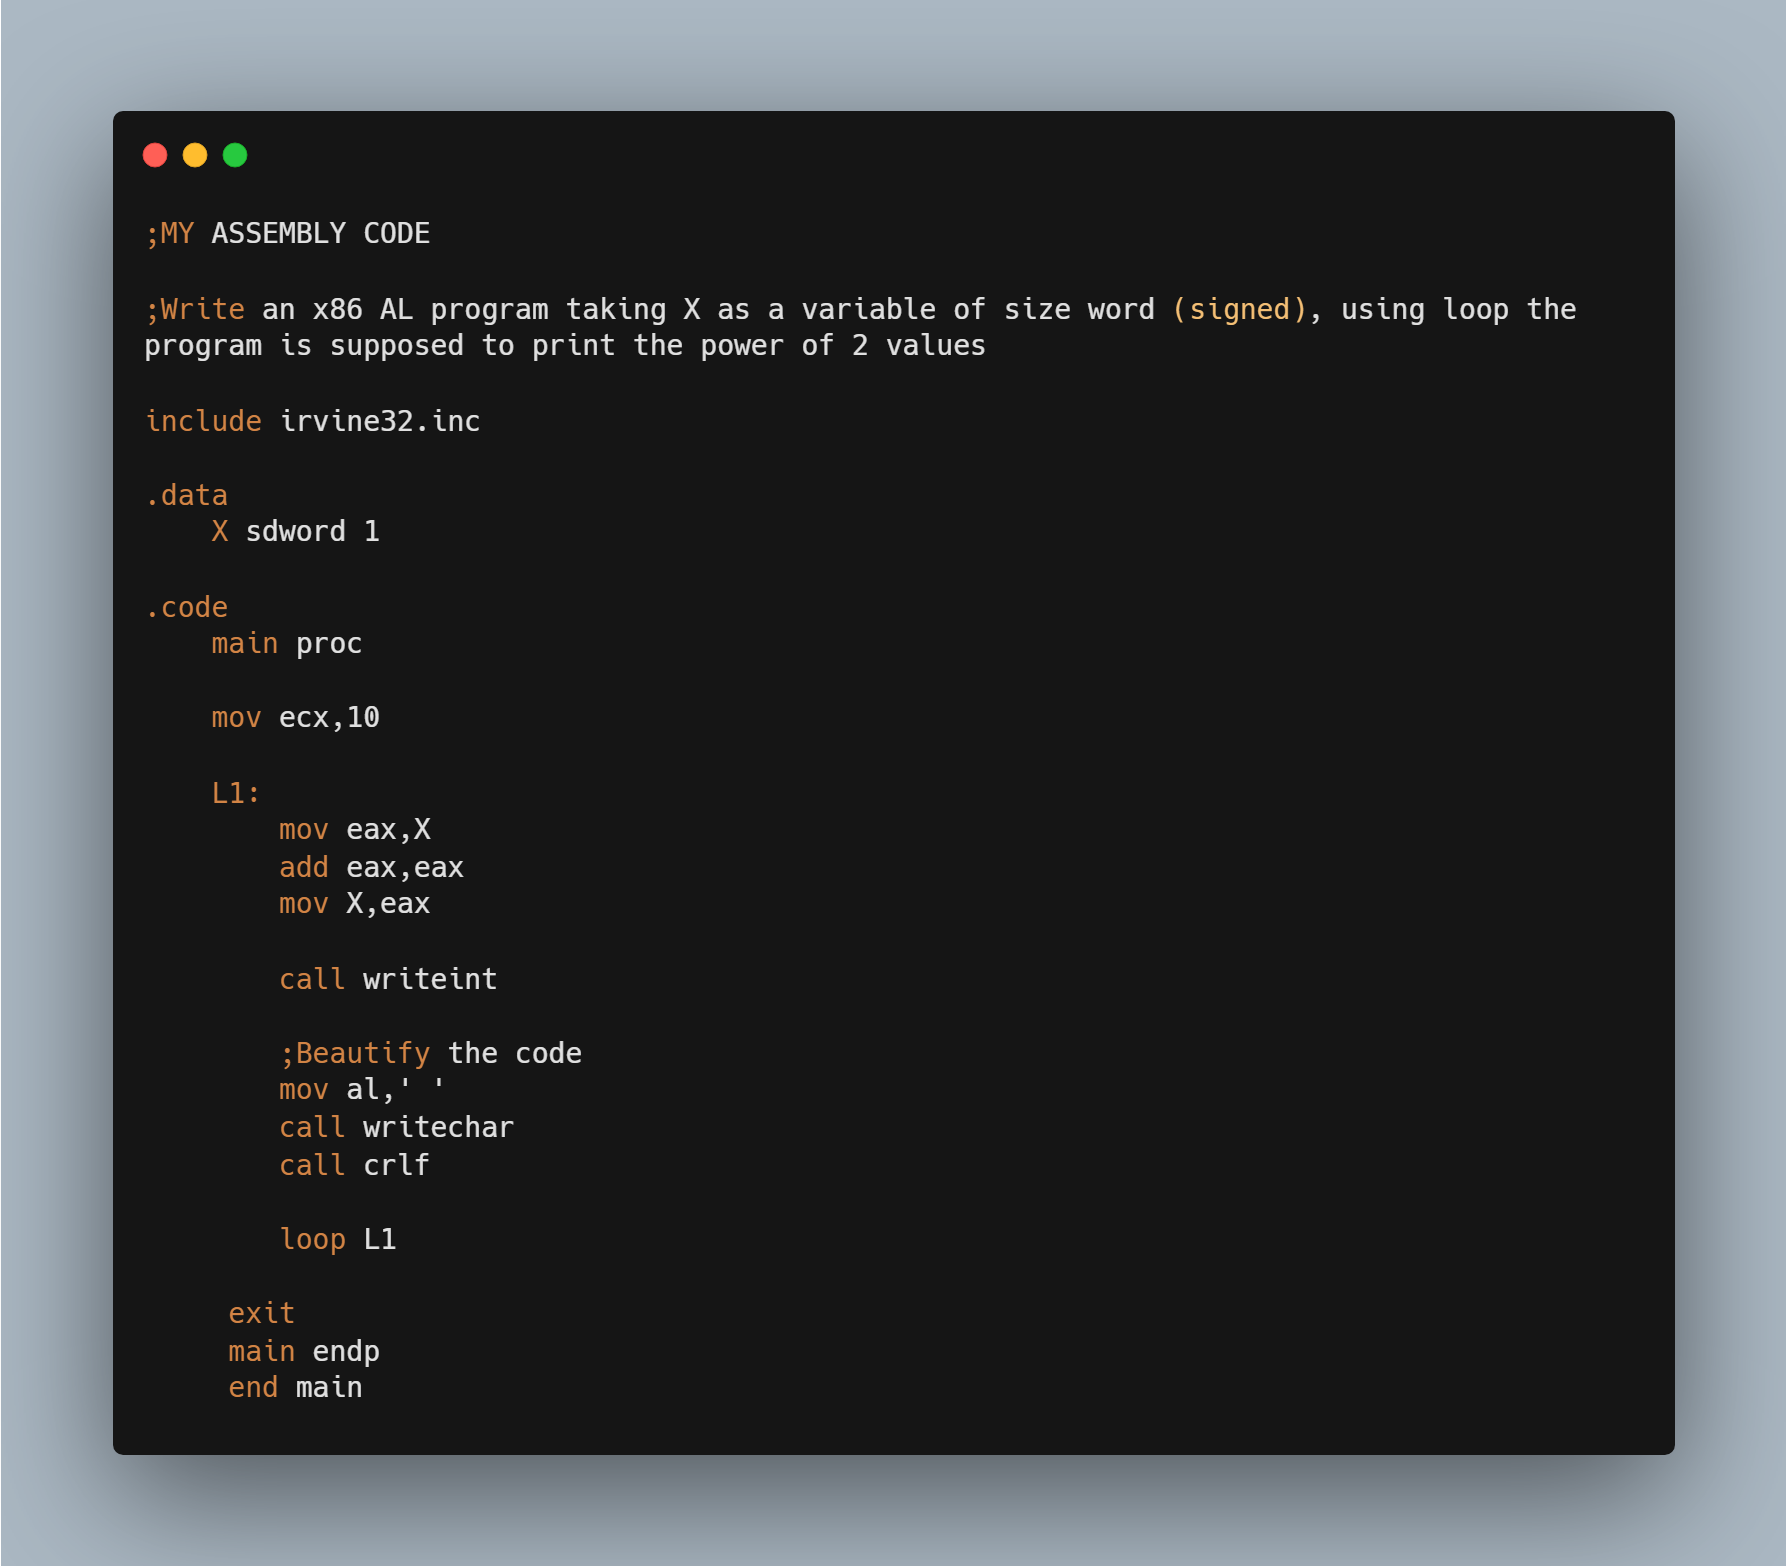 ;MY ASSEMBLY CODE
;Write an x86 AL program taking X as a variable of size word (signed), using loop the
program is supposed to print the power of 2 values
include irvine32.inc
.data
    X sdword 1
.code
    main proc
    mov ecx,10
    L1:
        mov eax,X
        add eax,eax
        mov X,eax
        call writeint
        ;Beautify the code
        mov al,' '
        call writechar
        call crlf
        loop L1
     exit
     main endp
     end main